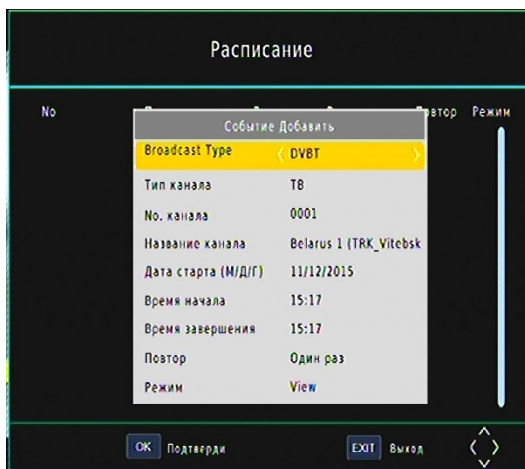 Расписание
No Повтор Режим
Событие Добавить
Broadcast Type DVBT
Тип канала ТВ
No. канала 0001
Название канала Belarus 1 (TRK_Vitebsk
Дата старта (М/Д/Г) 11/12/2015
Время начала 15:17
Время завершения 15:17
Повтор Один раз
Режим View
OK Подтверди EXIT Выход